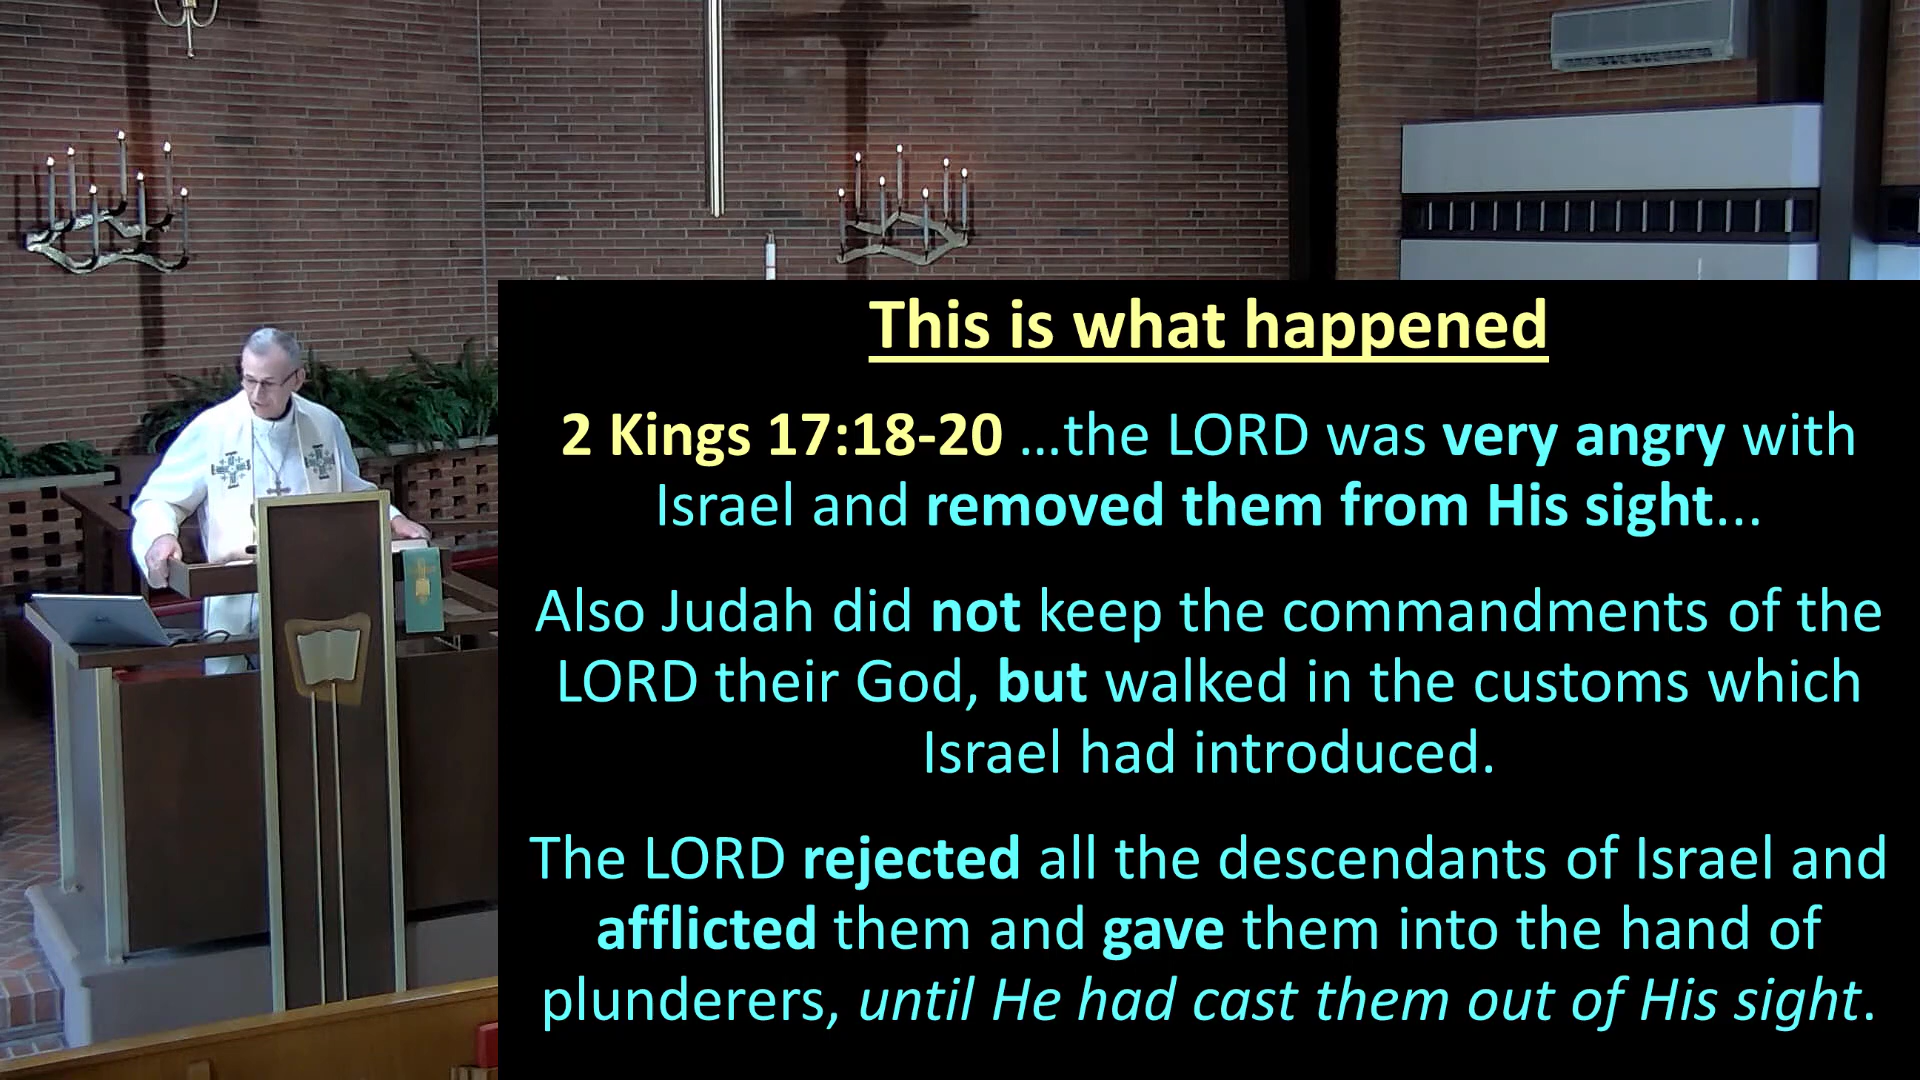 This is what happened
2 Kings 17:18-20 …the LORD was very angry with
Israel and removed them from His sight...
Also Judah did not keep the commandments of the
LORD their God, but walked in the customs which
Israel had introduced.
The LORD rejected all the descendants of Israel and
afflicted them and gave them into the hand of
plunderers, until He had cast them out of His sight.